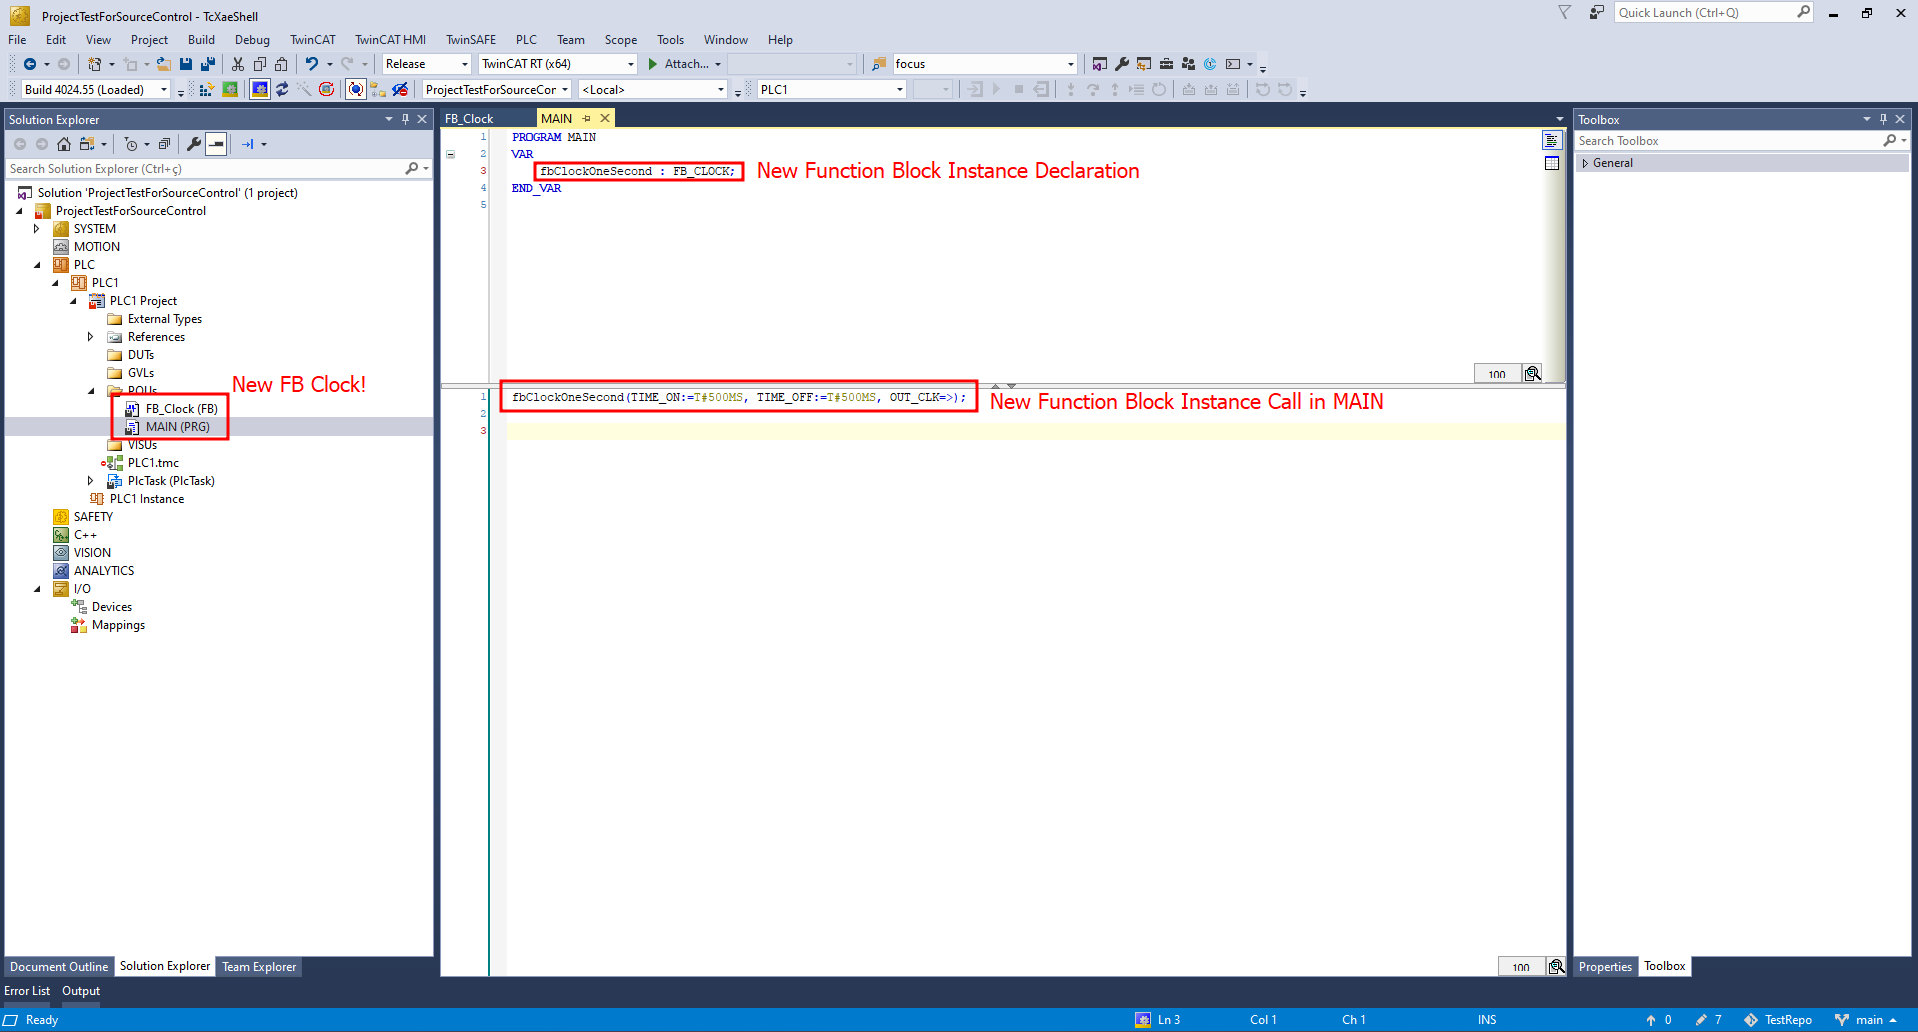 ProjectTestForSourceControl - TcXaeShell
Quick Launch (Ctrl+Q)
File Edit View Project Build Debug TwinCAT TwinCAT HMI TwinSAFE PLC Team Scope Tools Window Help
Release TwinCAT RT (x64) Attach... focus
Build 4024.55 (Loaded) ProjectTestForSourceCor <Local> PLC1
Solution Explorer
Search Solution Explorer (Ctrl+ç)
Solution 'ProjectTestForSourceControl' (1 project)
ProjectTestForSourceControl
SYSTEM
MOTION
PLC
PLC1
PLC1 Project
External Types
References
DUTs
GVLs
POUs
New FB Clock!
FB_Clock (FB)
MAIN (PRG)
VISUs
PLC1.tmc
PlcTask (PlcTask)
PLC1 Instance
SAFETY
C++
VISION
ANALYTICS
I/O
Devices
Mappings
Document Outline Solution Explorer Team Explorer
FB_Clock MAIN
1 PROGRAM MAIN
2 VAR
3 fbClockOneSecond : FB_CLOCK; New Function Block Instance Declaration
4 END_VAR
5
100
1 fbClockOneSecond(TIME_ON:=T#500MS, TIME_OFF:=T#500MS, OUT_CLK=>); New Function Block Instance Call in MAIN
2
3
100
Toolbox
Search Toolbox
General
Properties Toolbox
Error List Output
Ready Ln 3 Col 1 Ch 1 INS 0 7 TestRepo main